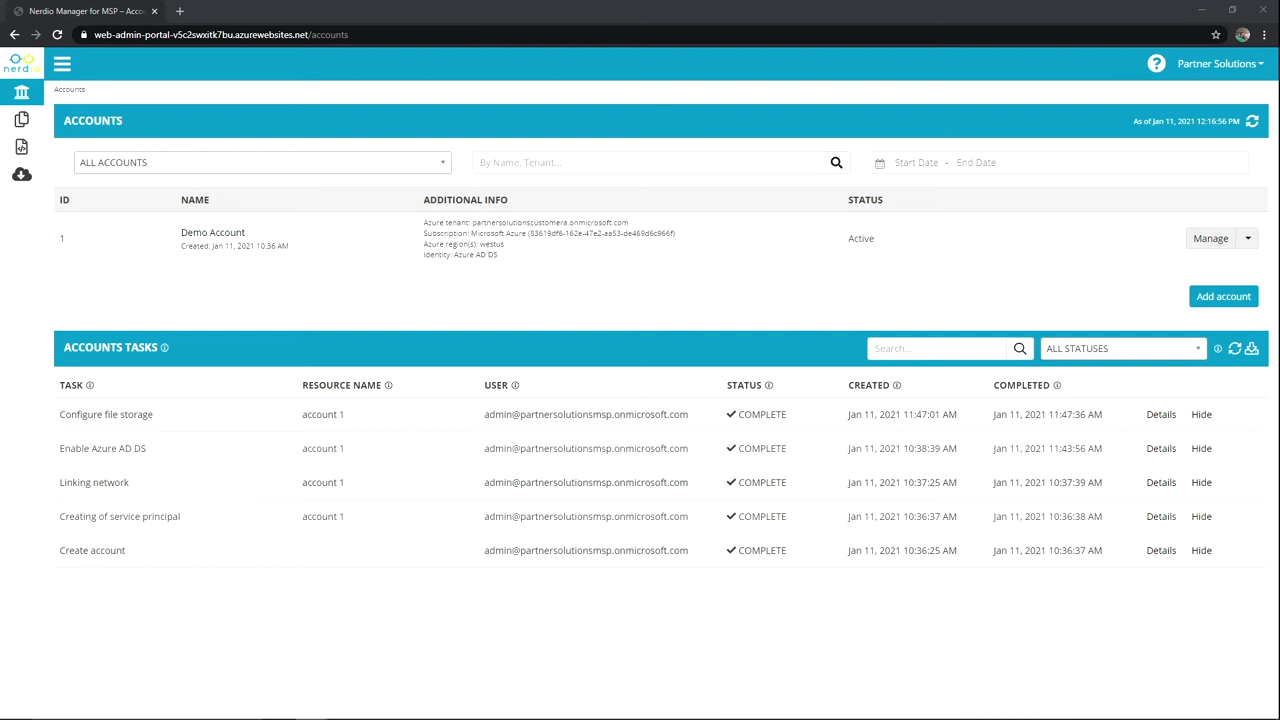 Nerdio Manager for MSP – Accou
web-admin-portal-v5c2swxitk7bu.azurewebsites.net/accounts
nerdio
Partner Solutions
Accounts
ACCOUNTS
As of Jan 11, 2021 12:16:56 PM
ALL ACCOUNTS
By Name, Tenant...
Start Date - End Date
ID NAME ADDITIONAL INFO STATUS
1
Demo Account
Created: Jan 11, 2021 10:36 AM
Azure tenant: partnersolutionscustomera.onmicrosoft.com
Subscription: Microsoft Azure (83619df6-162e-47e2-aa53-de469d6c966f)
Azure region(s): westus
Identity: Azure AD DS
Active
Manage
Add account
ACCOUNTS TASKS
Search...
ALL STATUSES
TASK RESOURCE NAME USER STATUS CREATED COMPLETED
Configure file storage account 1 admin@partnersolutionsmsp.onmicrosoft.com COMPLETE Jan 11, 2021 11:47:01 AM Jan 11, 2021 11:47:36 AM Details Hide
Enable Azure AD DS account 1 admin@partnersolutionsmsp.onmicrosoft.com COMPLETE Jan 11, 2021 10:38:39 AM Jan 11, 2021 11:43:56 AM Details Hide
Linking network account 1 admin@partnersolutionsmsp.onmicrosoft.com COMPLETE Jan 11, 2021 10:37:25 AM Jan 11, 2021 10:37:39 AM Details Hide
Creating of service principal account 1 admin@partnersolutionsmsp.onmicrosoft.com COMPLETE Jan 11, 2021 10:36:37 AM Jan 11, 2021 10:36:38 AM Details Hide
Create account admin@partnersolutionsmsp.onmicrosoft.com COMPLETE Jan 11, 2021 10:36:25 AM Jan 11, 2021 10:36:37 AM Details Hide